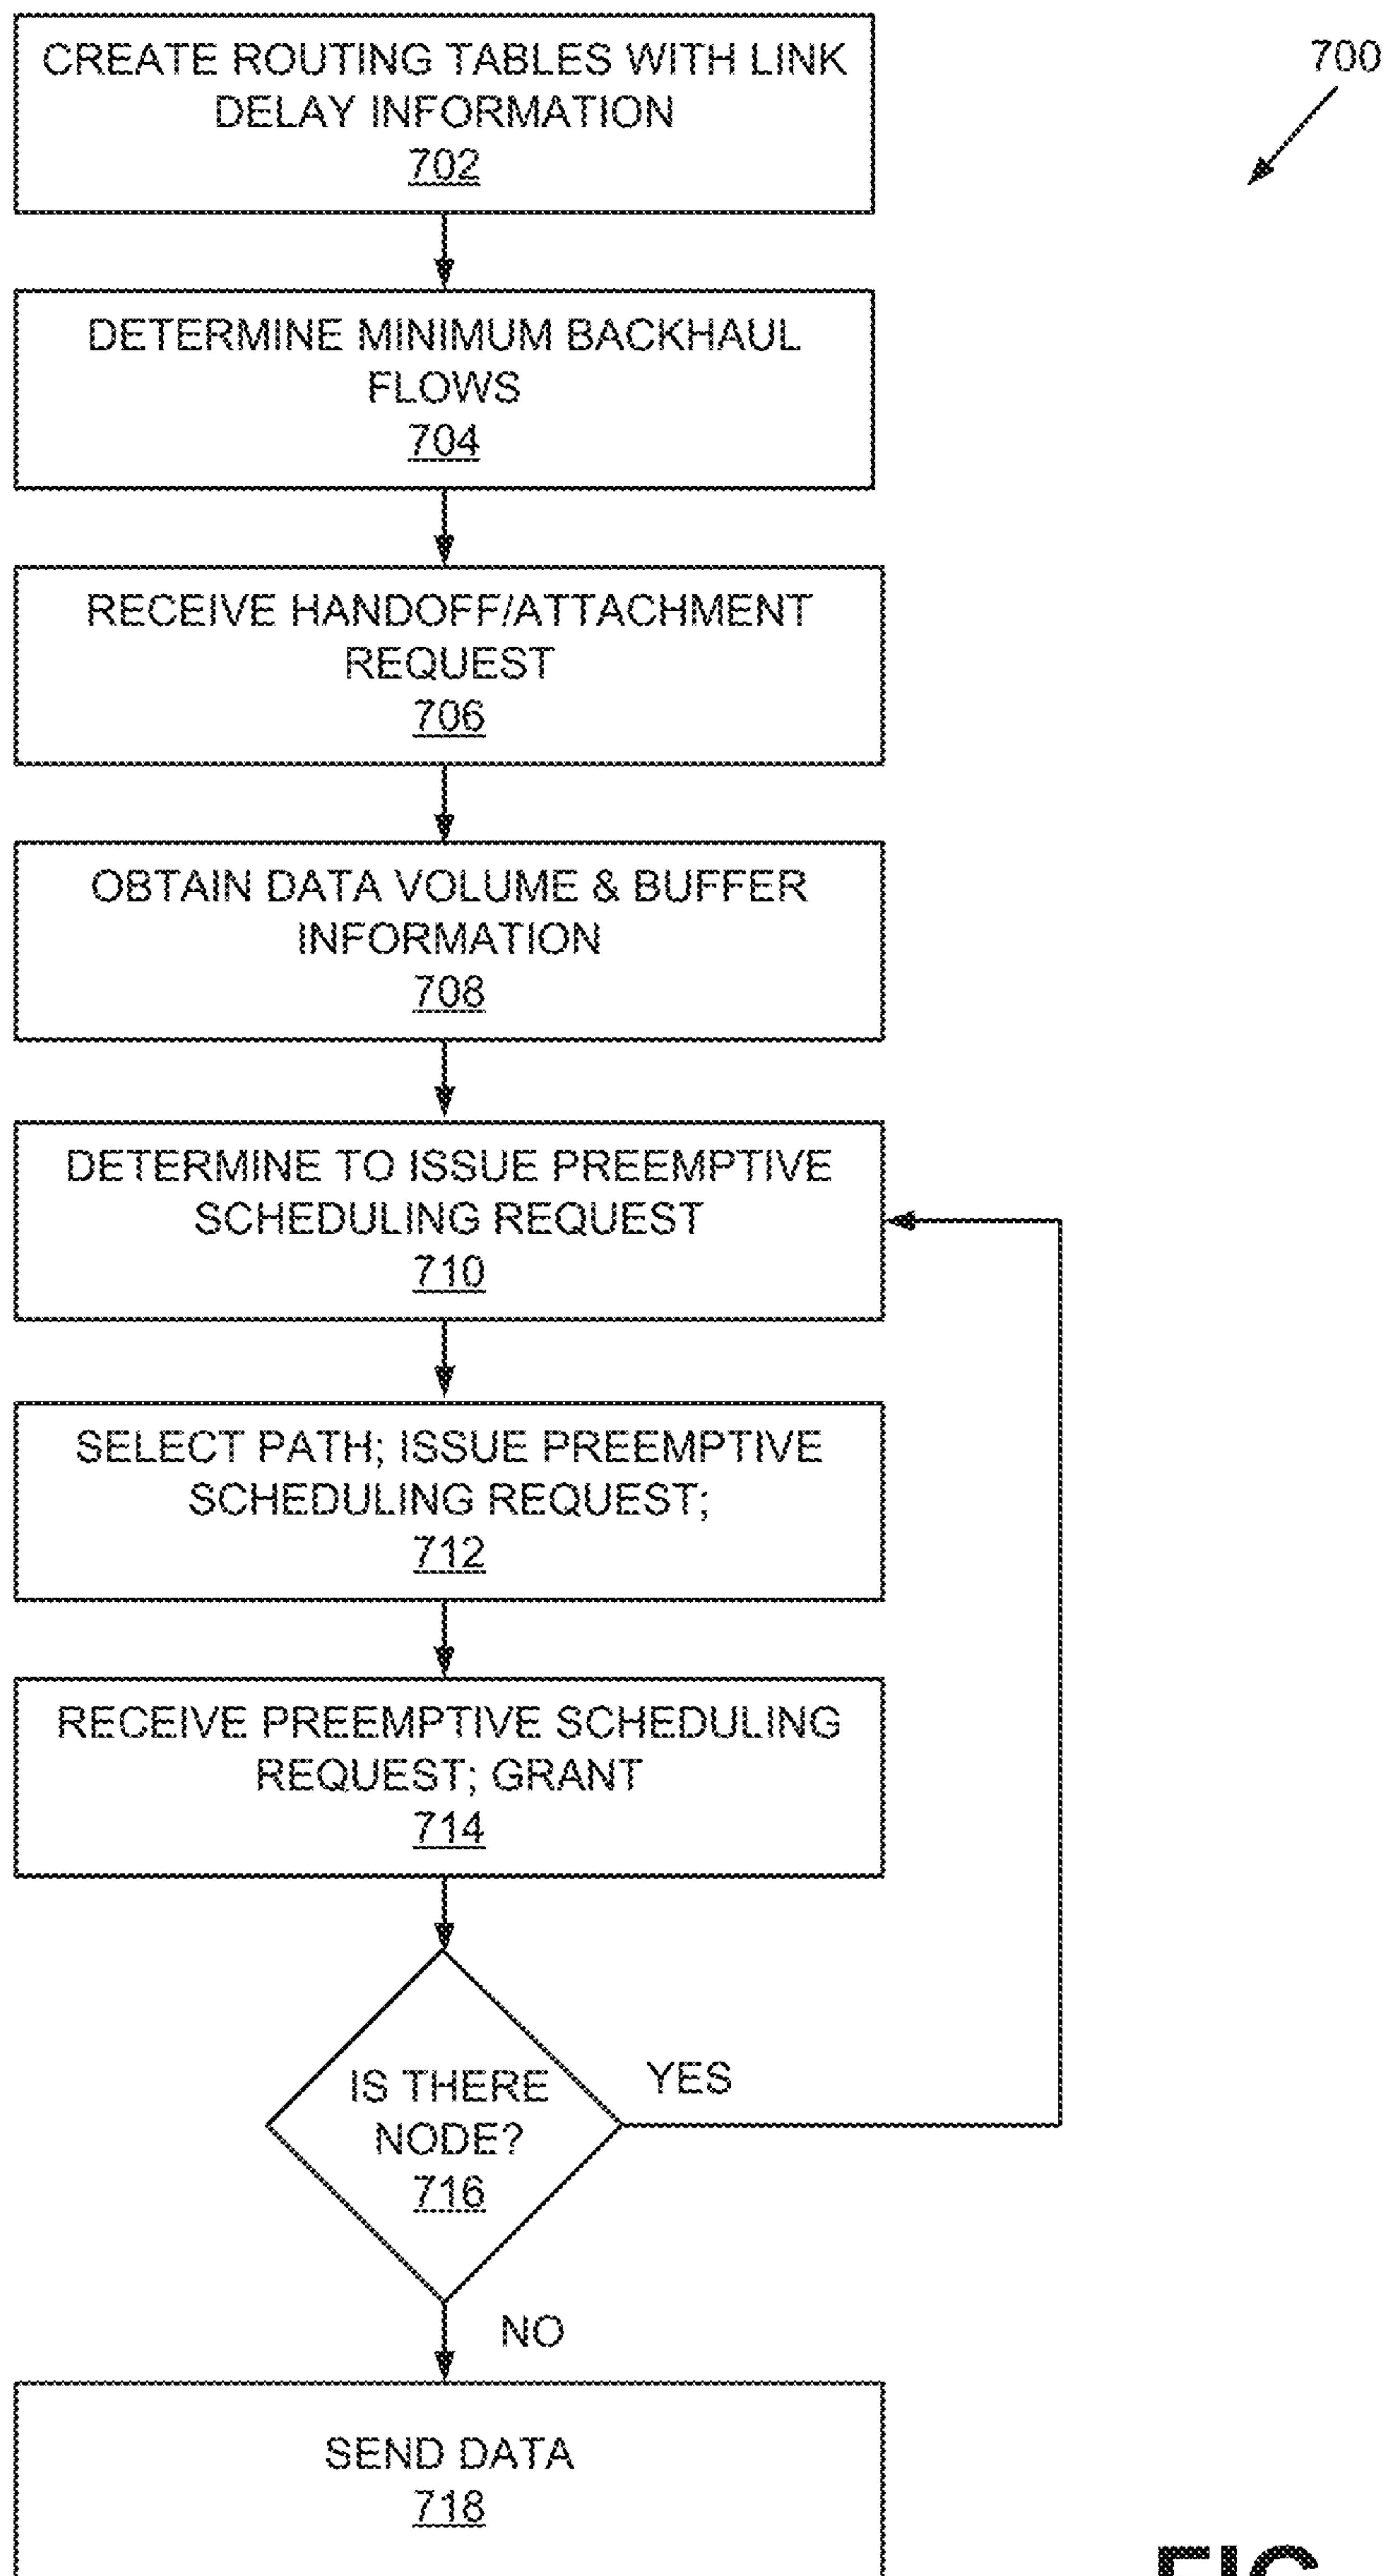 CREATE ROUTING TABLES WITH LINK
DELAY INFORMATION
702
700
DETERMINE MINIMUM BACKHAUL
FLOWS
704
RECEIVE HANDOFF/ATTACHMENT
REQUEST
706
OBTAIN DATA VOLUME & BUFFER
INFORMATION
708
DETERMINE TO ISSUE PREEMPTIVE
SCHEDULING REQUEST
710
SELECT PATH; ISSUE PREEMPTIVE
SCHEDULING REQUEST;
712
RECEIVE PREEMPTIVE SCHEDULING
REQUEST; GRANT
714
IS THERE
NODE?
716
YES
NO
SEND DATA
718
FIG